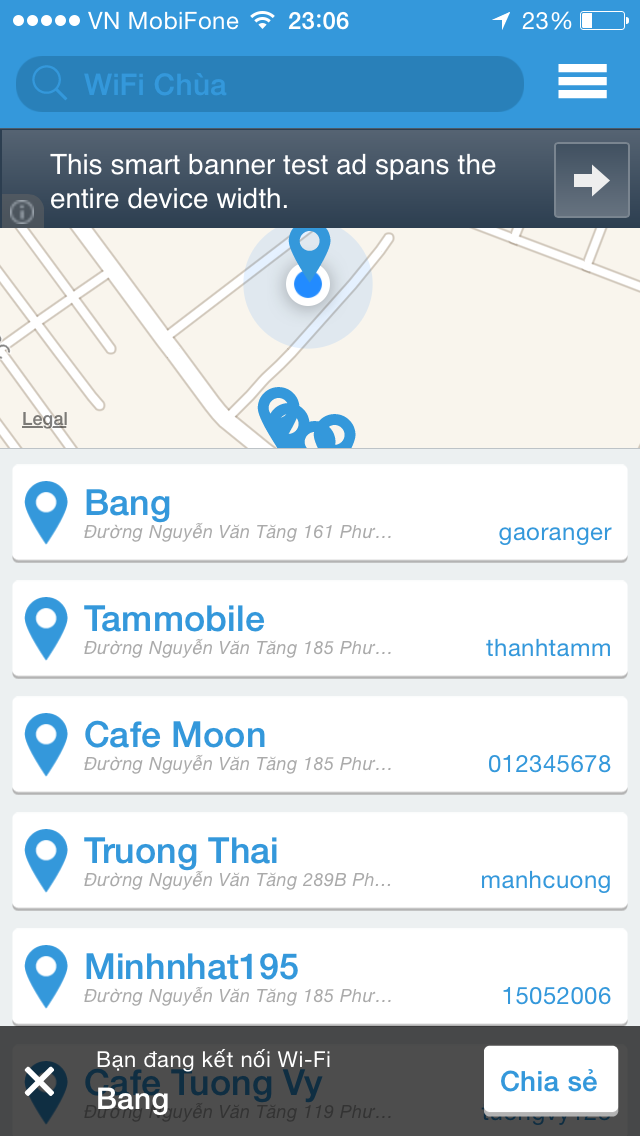 VN MobiFone 23:06 23%
WiFi Chùa
This smart banner test ad spans the
entire device width.
Legal
Bang
Đường Nguyễn Văn Tăng 161 Phư…
gaoranger
Tammobile
Đường Nguyễn Văn Tăng 185 Phư…
thanhtamm
Cafe Moon
Đường Nguyễn Văn Tăng 185 Phư…
012345678
Truong Thai
Đường Nguyễn Văn Tăng 289B Ph…
manhcuong
Minhnhat195
Đường Nguyễn Văn Tăng 185 Phư…
15052006
Bạn đang kết nối Wi-Fi
Bang
Chia sẻ
Cafe Tuong Vy
Đường Nguyễn Văn Tăng 119 Phư…